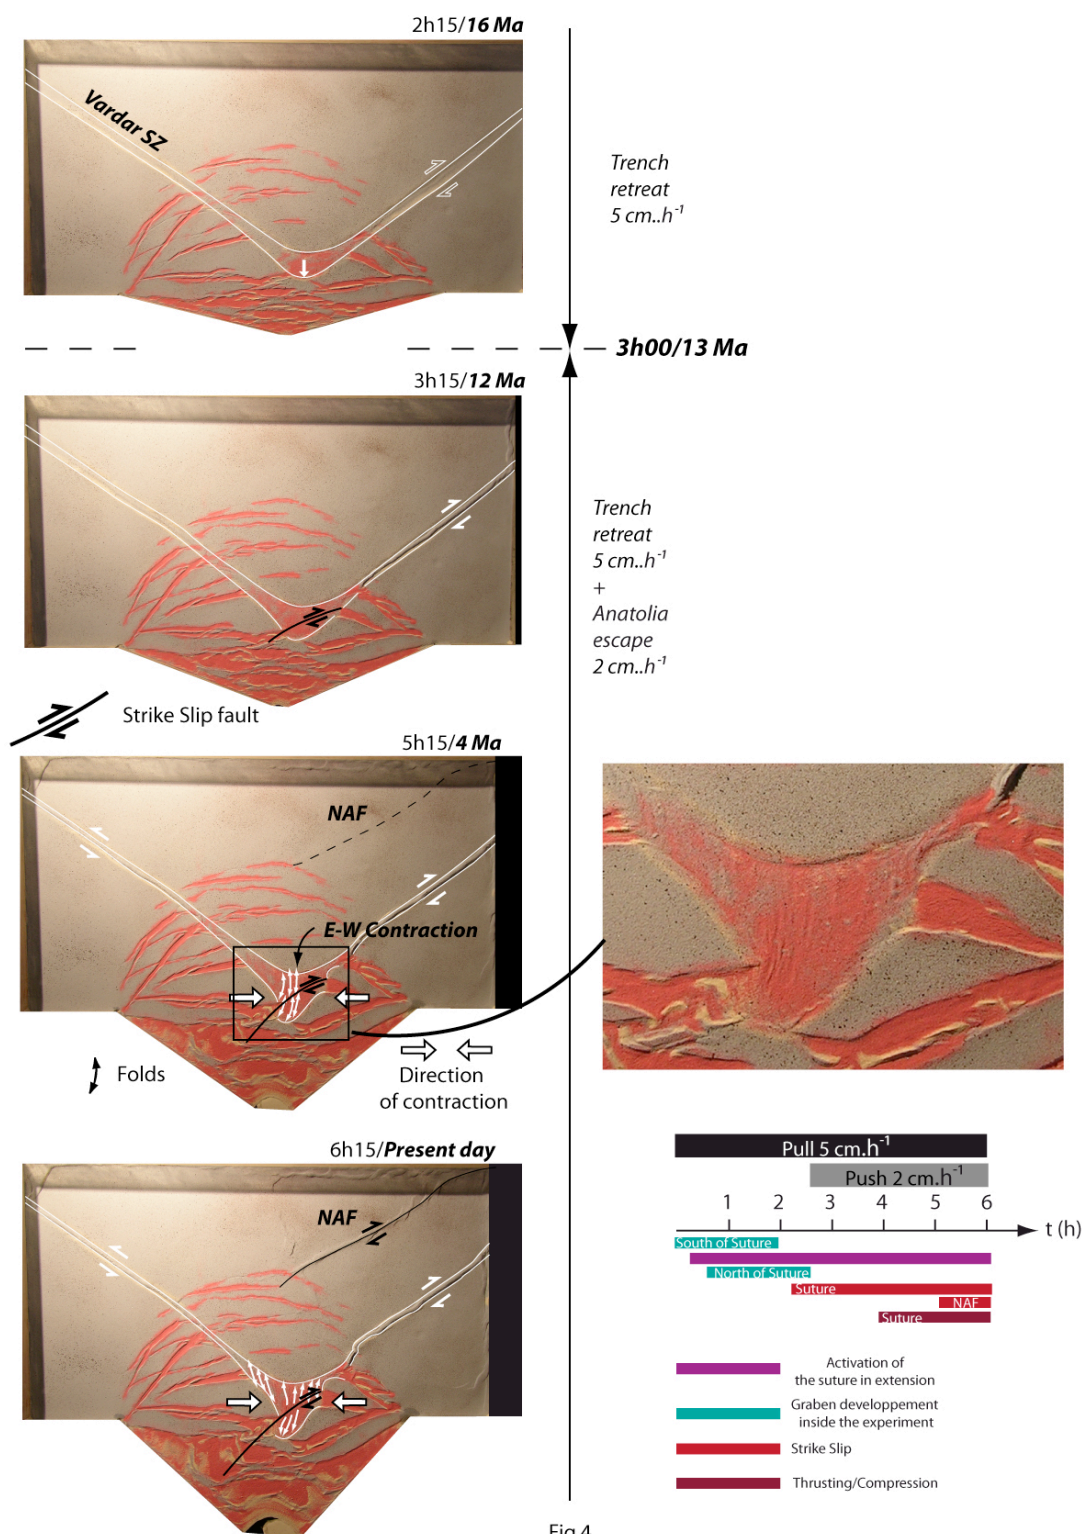 2h15/16 Ma
Vardar SZ
Trench
retreat
5 cm..h-1
3h00/13 Ma
3h15/12 Ma
Trench
retreat
5 cm..h-1
+
Anatolia
escape
2 cm..h-1
Strike Slip fault
5h15/4 Ma
NAF
E-W Contraction
Folds
Direction
of contraction
6h15/Present day
NAF
Pull 5 cm.h-1
Push 2 cm.h-1
1 2 3 4 5 6
t (h)
South of Suture
North of Suture
Suture
NAF
Suture
Activation of
the suture in extension
Graben developpement
inside the experiment
Strike Slip
Thrusting/Compression
Fig 4